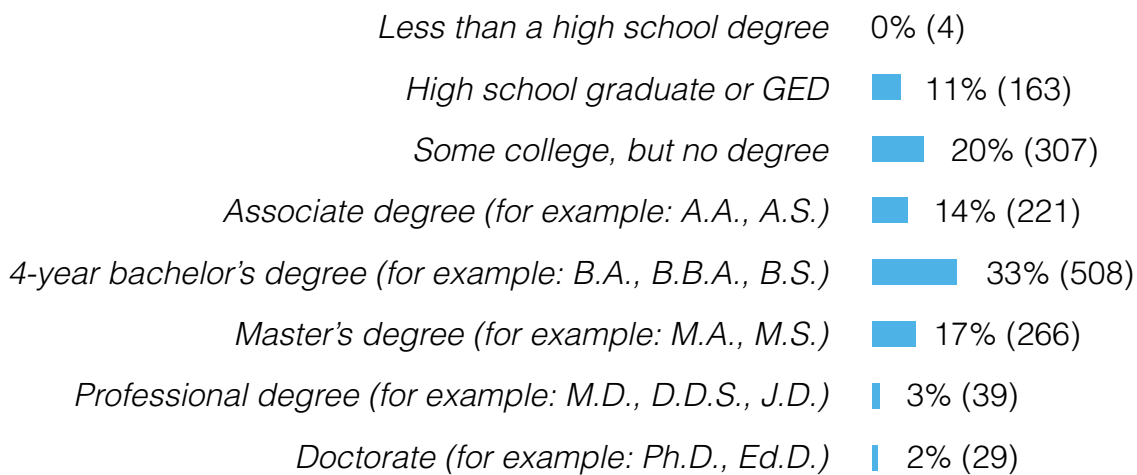 Less than a high school degree 0% (4)
High school graduate or GED 11% (163)
Some college, but no degree 20% (307)
Associate degree (for example: A.A., A.S.) 14% (221)
4-year bachelor’s degree (for example: B.A., B.B.A., B.S.) 33% (508)
Master’s degree (for example: M.A., M.S.) 17% (266)
Professional degree (for example: M.D., D.D.S., J.D.) 3% (39)
Doctorate (for example: Ph.D., Ed.D.) 2% (29)